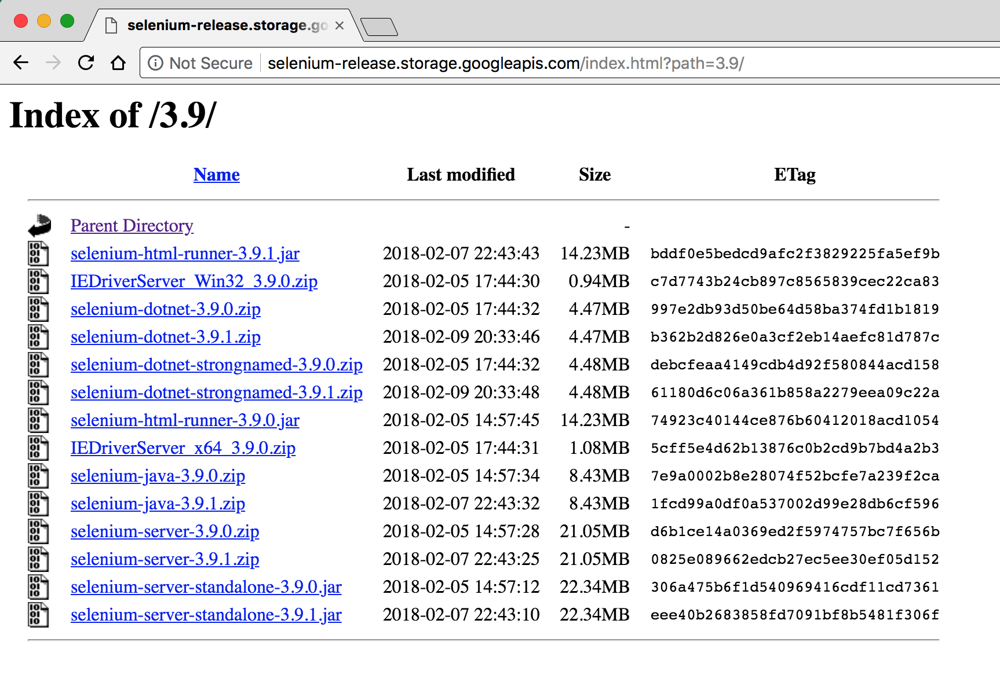 selenium-release.storage.go
Not Secure selenium-release.storage.googleapis.com/index.html?path=3.9/
Index of /3.9/
Name Last modified Size ETag
Parent Directory -
selenium-html-runner-3.9.1.jar 2018-02-07 22:43:43 14.23MB bddf0e5bedcd9afc2f3829225fa5ef9b
IEDriverServer_Win32_3.9.0.zip 2018-02-05 17:44:30 0.94MB c7d7743b24cb897c8565839cec22ca83
selenium-dotnet-3.9.0.zip 2018-02-05 17:44:32 4.47MB 997e2db93d50be64d58ba374fd1b1819
selenium-dotnet-3.9.1.zip 2018-02-09 20:33:46 4.47MB b362b2d826e0a3cf2eb14aefc81d787c
selenium-dotnet-strongnamed-3.9.0.zip 2018-02-05 17:44:32 4.48MB debcfeaa4149cdb4d92f580844acd158
selenium-dotnet-strongnamed-3.9.1.zip 2018-02-09 20:33:48 4.48MB 61180d6c06a361b858a2279eea09c22a
selenium-html-runner-3.9.0.jar 2018-02-05 14:57:45 14.23MB 74923c40144ce876b60412018acd1054
IEDriverServer_x64_3.9.0.zip 2018-02-05 17:44:31 1.08MB 5cff5e4d62b13876c0b2cd9b7bd4a2b3
selenium-java-3.9.0.zip 2018-02-05 14:57:34 8.43MB 7e9a0002b8e28074f52bcfe7a239f2ca
selenium-java-3.9.1.zip 2018-02-07 22:43:32 8.43MB 1fcd99a0df0a537002d99e28db6cf596
selenium-server-3.9.0.zip 2018-02-05 14:57:28 21.05MB d6b1ce14a0369ed2f5974757bc7f656b
selenium-server-3.9.1.zip 2018-02-07 22:43:25 21.05MB 0825e089662edcb27ec5ee30ef05d152
selenium-server-standalone-3.9.0.jar 2018-02-05 14:57:12 22.34MB 306a475b6f1d540969416cdf11cd7361
selenium-server-standalone-3.9.1.jar 2018-02-07 22:43:10 22.34MB eee40b2683858fd7091bf8b5481f306f